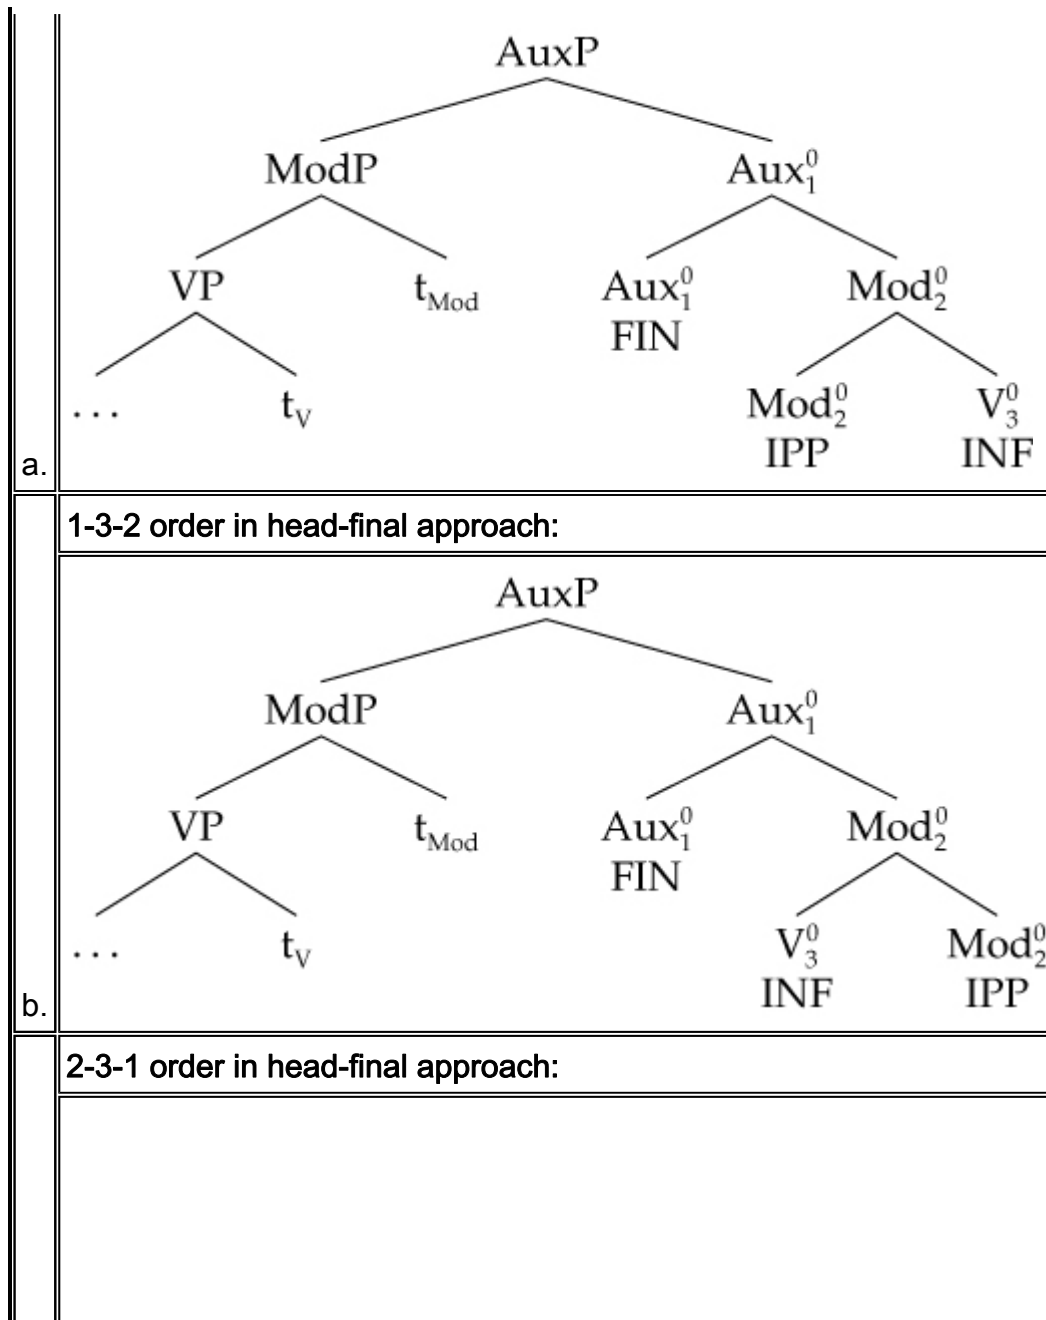 AuxP
ModP Aux⁰₁
VP t_Mod Aux⁰₁ Mod⁰₂
FIN
... t_V Mod⁰₂ V⁰₃
a. IPP INF
1-3-2 order in head-final approach:
AuxP
ModP Aux⁰₁
VP t_Mod Aux⁰₁ Mod⁰₂
FIN
... t_V V⁰₃ Mod⁰₂
b. INF IPP
2-3-1 order in head-final approach: